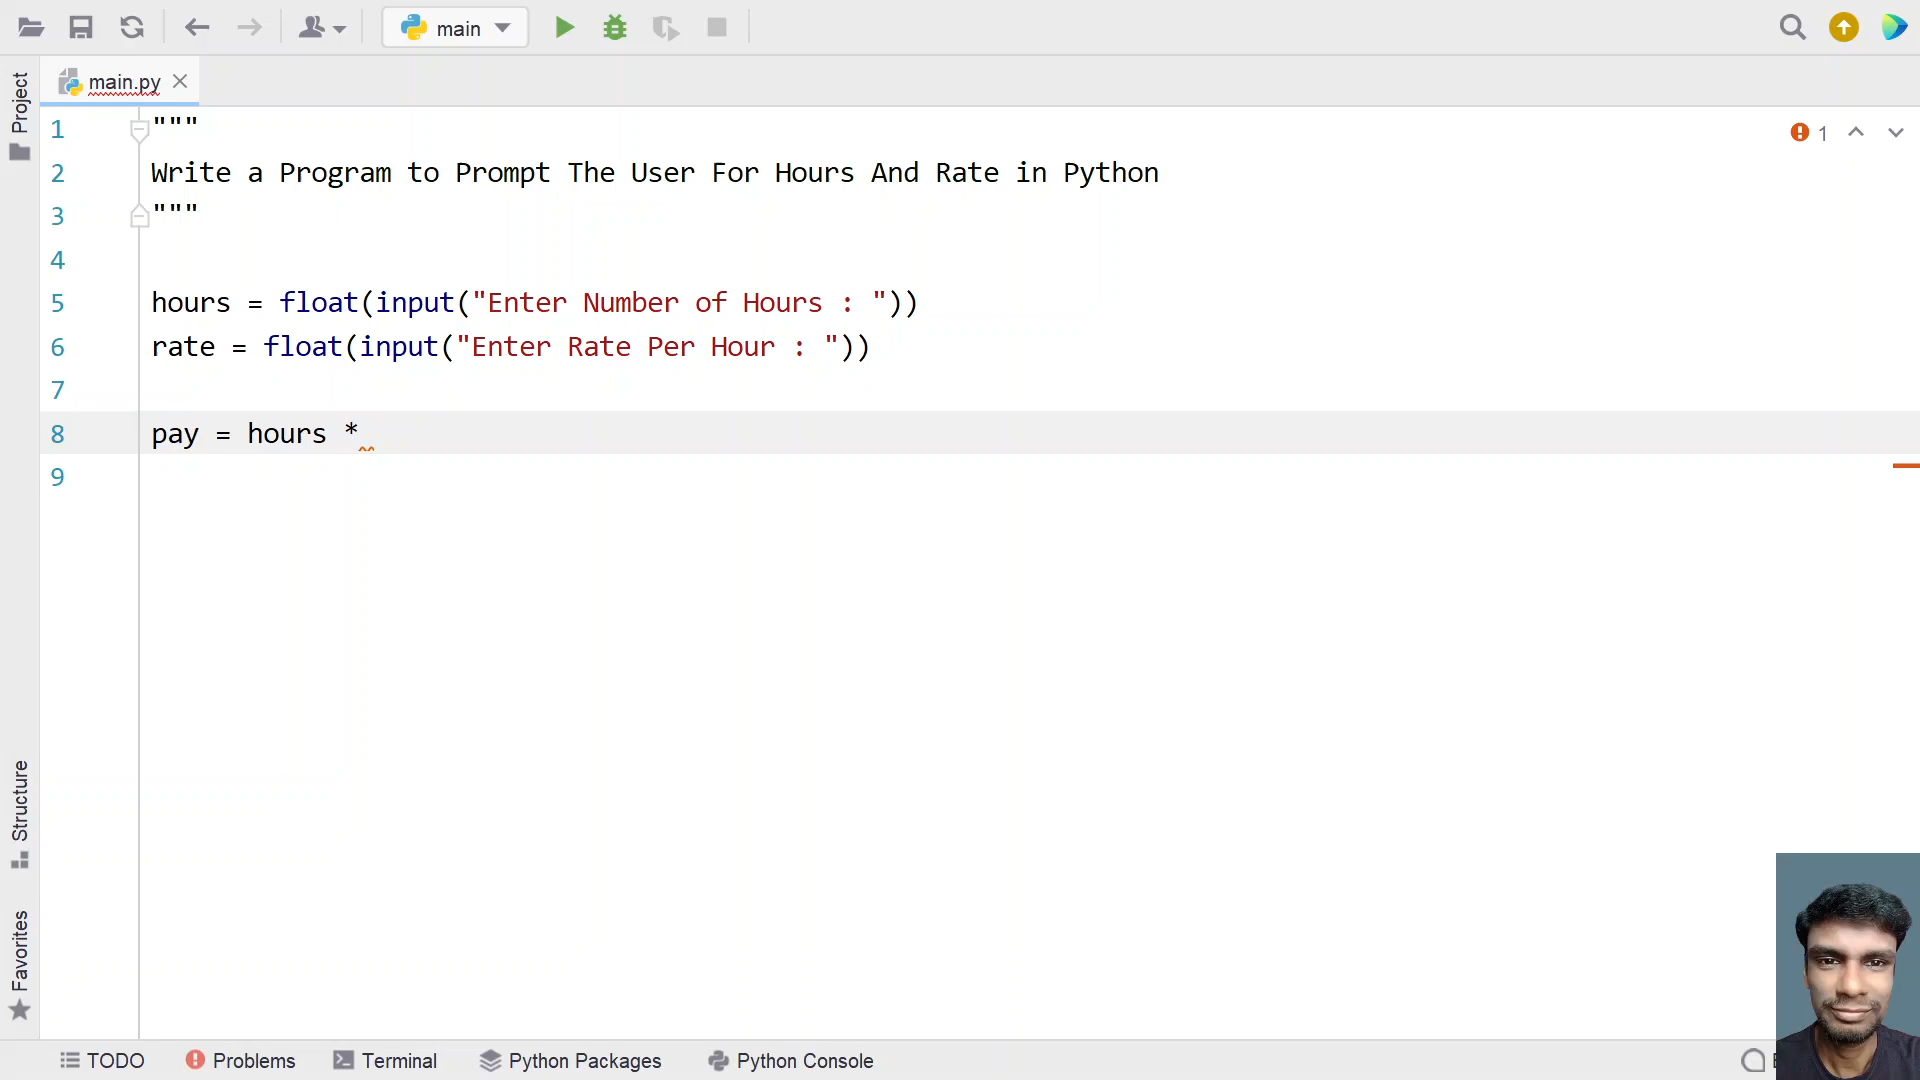 main
main.py
Project
1 """
1
2 Write a Program to Prompt The User For Hours And Rate in Python
3 """
4
5 hours = float(input("Enter Number of Hours : "))
6 rate = float(input("Enter Rate Per Hour : "))
7
8 pay = hours *
9
Structure
Favorites
TODO Problems Terminal Python Packages Python Console